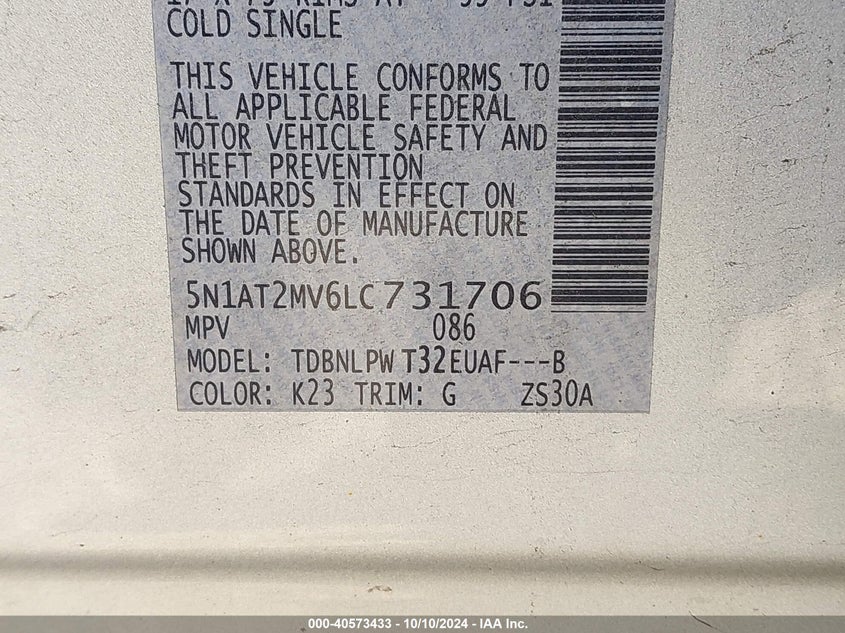 COLD SINGLE
THIS VEHICLE CONFORMS TO
ALL APPLICABLE FEDERAL
MOTOR VEHICLE SAFETY AND
THEFT PREVENTION
STANDARDS IN EFFECT ON
THE DATE OF MANUFACTURE
SHOWN ABOVE.
5N1AT2MV6LC731706
MPV 086
MODEL: TDBNLPW T32EUAF---B
COLOR: K23 TRIM: G ZS30A
000-40573433 - 10/10/2024 - IAA Inc.